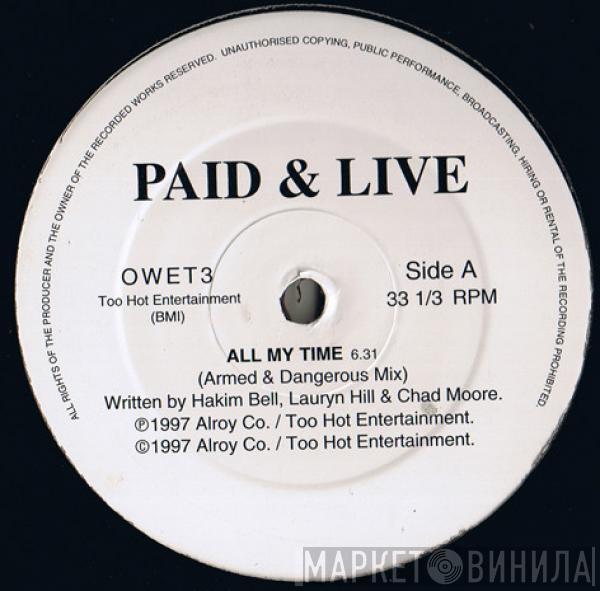 ALL RIGHTS OF THE PRODUCER AND THE OWNER OF THE RECORDED WORKS RESERVED. UNAUTHORISED COPYING, PUBLIC PERFORMANCE, BROADCASTING, HIRING OR RENTAL OF THE RECORDING PROHIBITED.
PAID & LIVE
OWET3
Too Hot Entertainment
(BMI)
Side A
33 1/3 RPM
ALL MY TIME 6.31
(Armed & Dangerous Mix)
Written by Hakim Bell, Lauryn Hill & Chad Moore.
℗1997 Alroy Co. / Too Hot Entertainment.
©1997 Alroy Co. / Too Hot Entertainment.
МАРКЕТ ВИНИЛА